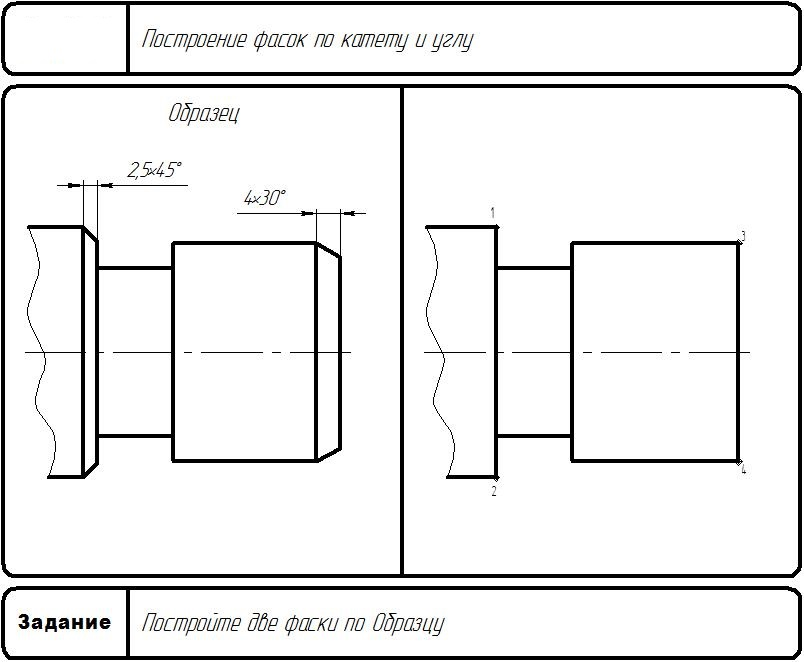 Построение фасок по катету и углу
Образец
2,5×45°
4×30°
1
3
4
2
Задание
Постройте две фаски по Образцу